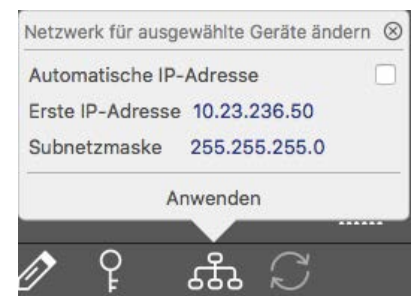 Netzwerk für ausgewählte Geräte ändern
Automatische IP-Adresse
Erste IP-Adresse 10.23.236.50
Subnetzmaske 255.255.255.0
Anwenden